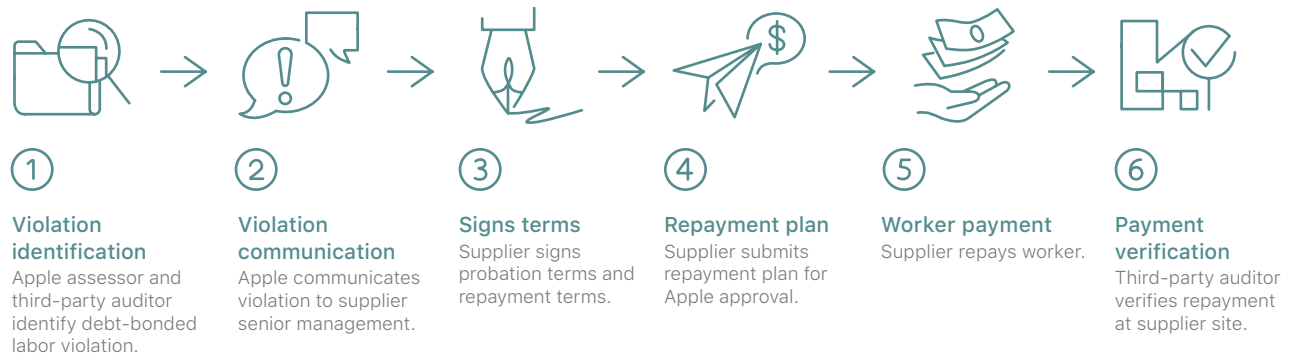 $
1
Violation
identification
Apple assessor and
third-party auditor
identify debt-bonded
labor violation.
2
Violation
communication
Apple communicates
violation to supplier
senior management.
3
Signs terms
Supplier signs
probation terms and
repayment terms.
4
Repayment plan
Supplier submits
repayment plan for
Apple approval.
5
Worker payment
Supplier repays worker.
6
Payment
verification
Third-party auditor
verifies repayment
at supplier site.